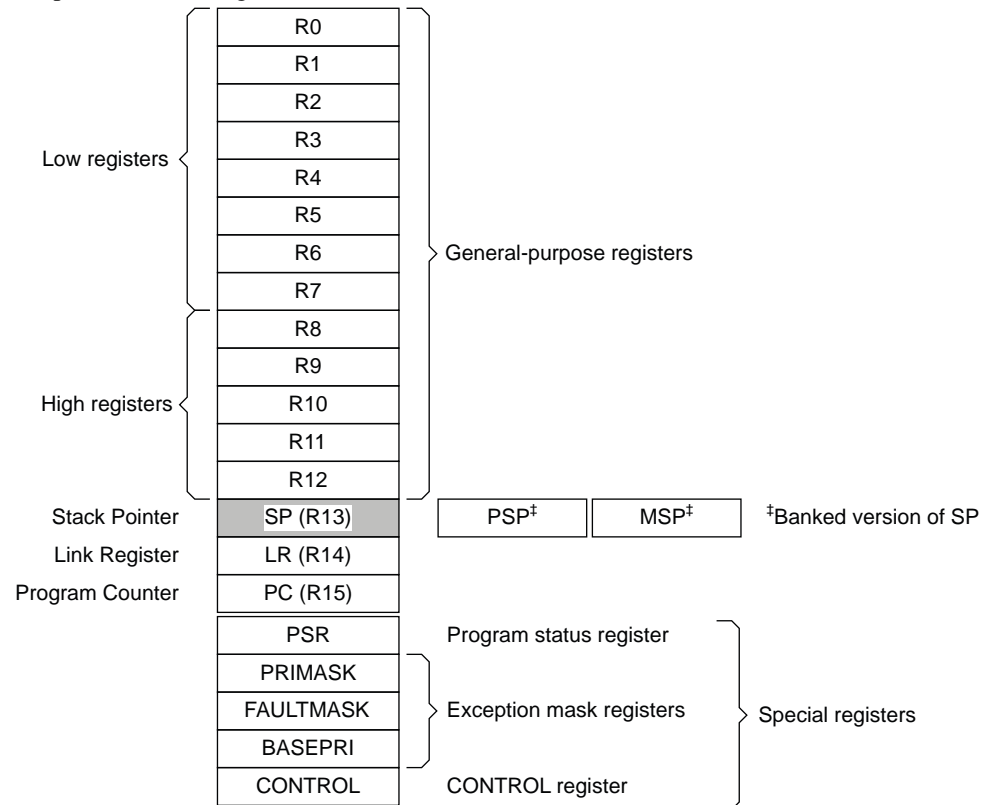 R0
R1
R2
R3
Low registers
R4
R5
R6
General-purpose registers
R7
R8
R9
High registers
R10
R11
R12
Stack Pointer
SP (R13)
PSP‡
MSP‡
‡Banked version of SP
Link Register
LR (R14)
Program Counter
PC (R15)
PSR
Program status register
PRIMASK
FAULTMASK
Exception mask registers
Special registers
BASEPRI
CONTROL
CONTROL register